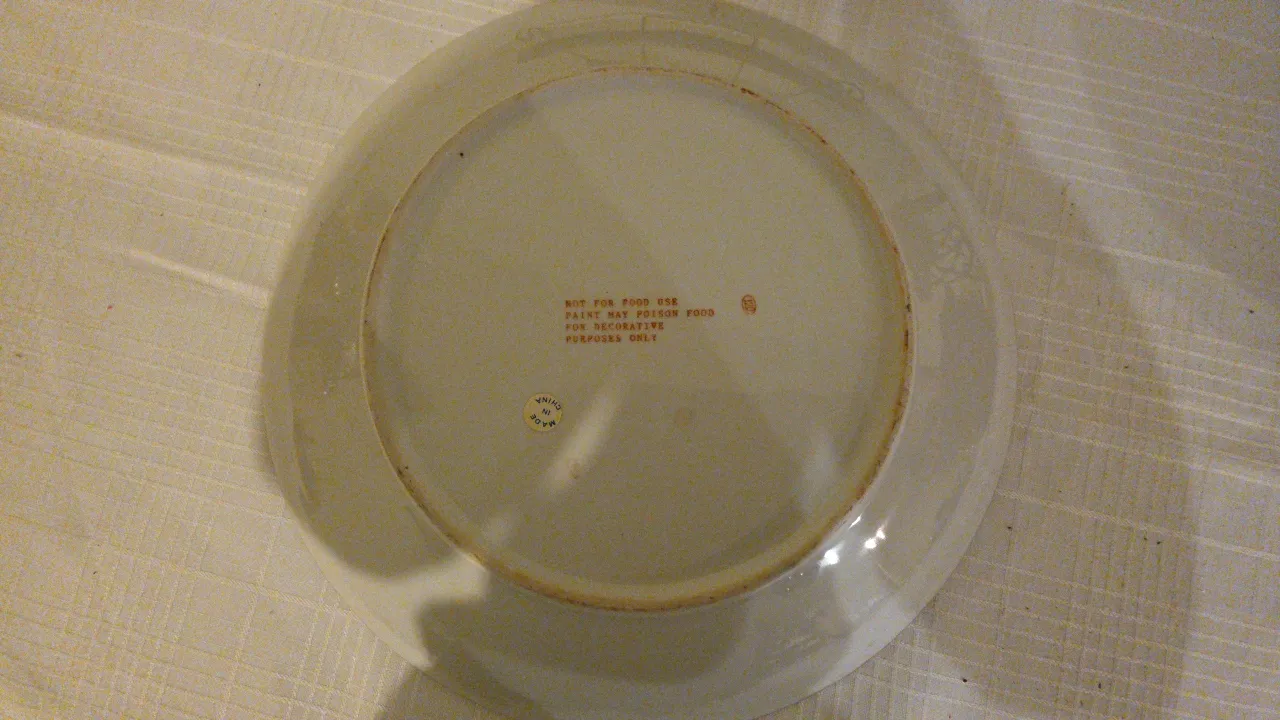 NOT FOR FOOD USE
PAINT MAY POISON FOOD
FOR DECORATIVE
PURPOSES ONLY
MADE
IN
CHINA